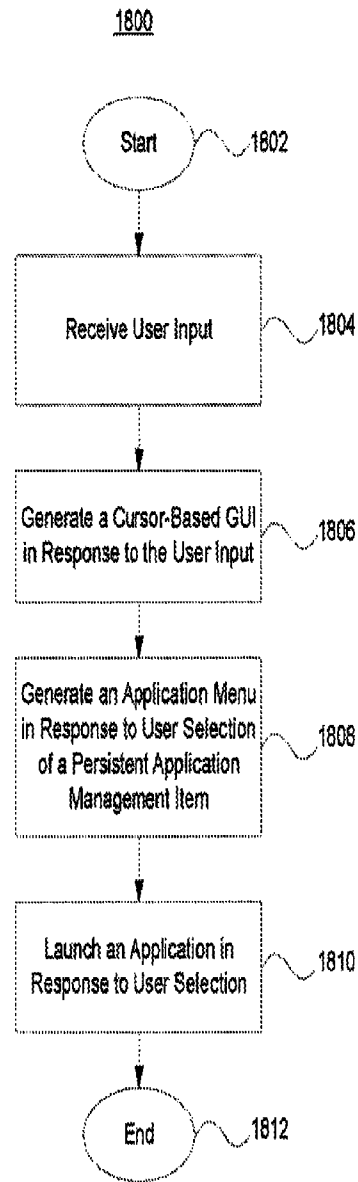 1800
Start
1802
Receive User Input
1804
Generate a Cursor-Based GUI
in Response to the User Input
1806
Generate an Application Menu
in Response to User Selection
of a Persistent Application
Management Item
1808
Launch an Application in
Response to User Selection
1810
End
1812